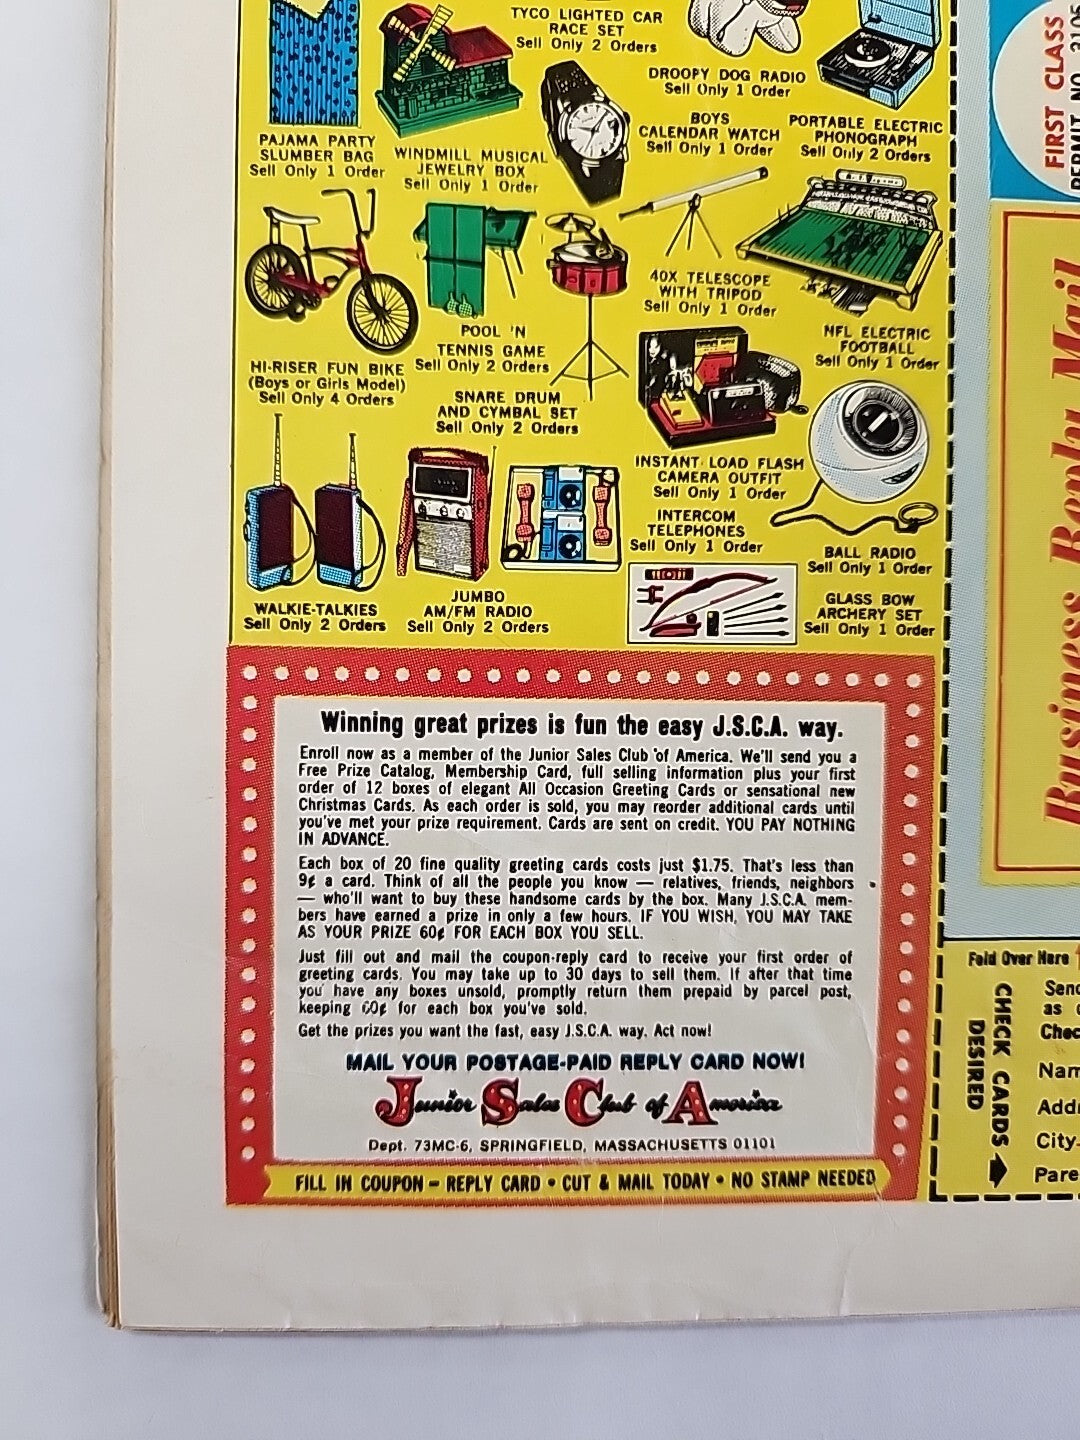 TYCO LIGHTED CAR
RACE SET
Sell Only 2 Orders
DROOPY DOG RADIO
Sell Only 1 Order
PAJAMA PARTY
SLUMBER BAG
Sell Only 1 Order
WINDMILL MUSICAL
JEWELRY BOX
Sell Only 1 Order
BOYS
CALENDAR WATCH
Sell Only 1 Order
PORTABLE ELECTRIC
PHONOGRAPH
Sell Only 2 Orders
40X TELESCOPE
WITH TRIPOD
Sell Only 1 Order
POOL 'N
TENNIS GAME
Sell Only 2 Orders
NFL ELECTRIC
FOOTBALL
Sell Only 1 Order
HI-RISER FUN BIKE
(Boys or Girls Model)
Sell Only 4 Orders
SNARE DRUM
AND CYMBAL SET
Sell Only 2 Orders
INSTANT LOAD FLASH
CAMERA OUTFIT
Sell Only 1 Order
INTERCOM
TELEPHONES
Sell Only 1 Order
BALL RADIO
Sell Only 1 Order
WALKIE-TALKIES
Sell Only 2 Orders
JUMBO
AM/FM RADIO
Sell Only 2 Orders
GLASS BOW
ARCHERY SET
Sell Only 1 Order
Winning great prizes is fun the easy J.S.C.A. way.
Enroll now as a member of the Junior Sales Club of America. We'll send you a
Free Prize Catalog, Membership Card, full selling information plus your first
order of 12 boxes of elegant All Occasion Greeting Cards or sensational new
Christmas Cards. As each order is sold, you may reorder additional cards until
you've met your prize requirement. Cards are sent on credit. YOU PAY NOTHING
IN ADVANCE.
Each box of 20 fine quality greeting cards costs just $1.75. That's less than
9¢ a card. Think of all the people you know — relatives, friends, neighbors
— who'll want to buy these handsome cards by the box. Many J.S.C.A. mem-
bers have earned a prize in only a few hours. IF YOU WISH, YOU MAY TAKE
AS YOUR PRIZE 60¢ FOR EACH BOX YOU SELL.
Just fill out and mail the coupon-reply card to receive your first order of
greeting cards. You may take up to 30 days to sell them. If after that time
you have any boxes unsold, promptly return them prepaid by parcel post,
keeping 60¢ for each box you've sold.
Get the prizes you want the fast, easy J.S.C.A. way. Act now!
MAIL YOUR POSTAGE-PAID REPLY CARD NOW!
Junior Sales Club of America
Dept. 73MC-6, SPRINGFIELD, MASSACHUSETTS 01101
FILL IN COUPON – REPLY CARD • CUT & MAIL TODAY • NO STAMP NEEDED
FIRST CLASS
PERMIT NO.
Business Reply Mail
Fold Over Here
CHECK CARDS
DESIRED
Send
as
Chec
Nam
Addr
City-
Pare